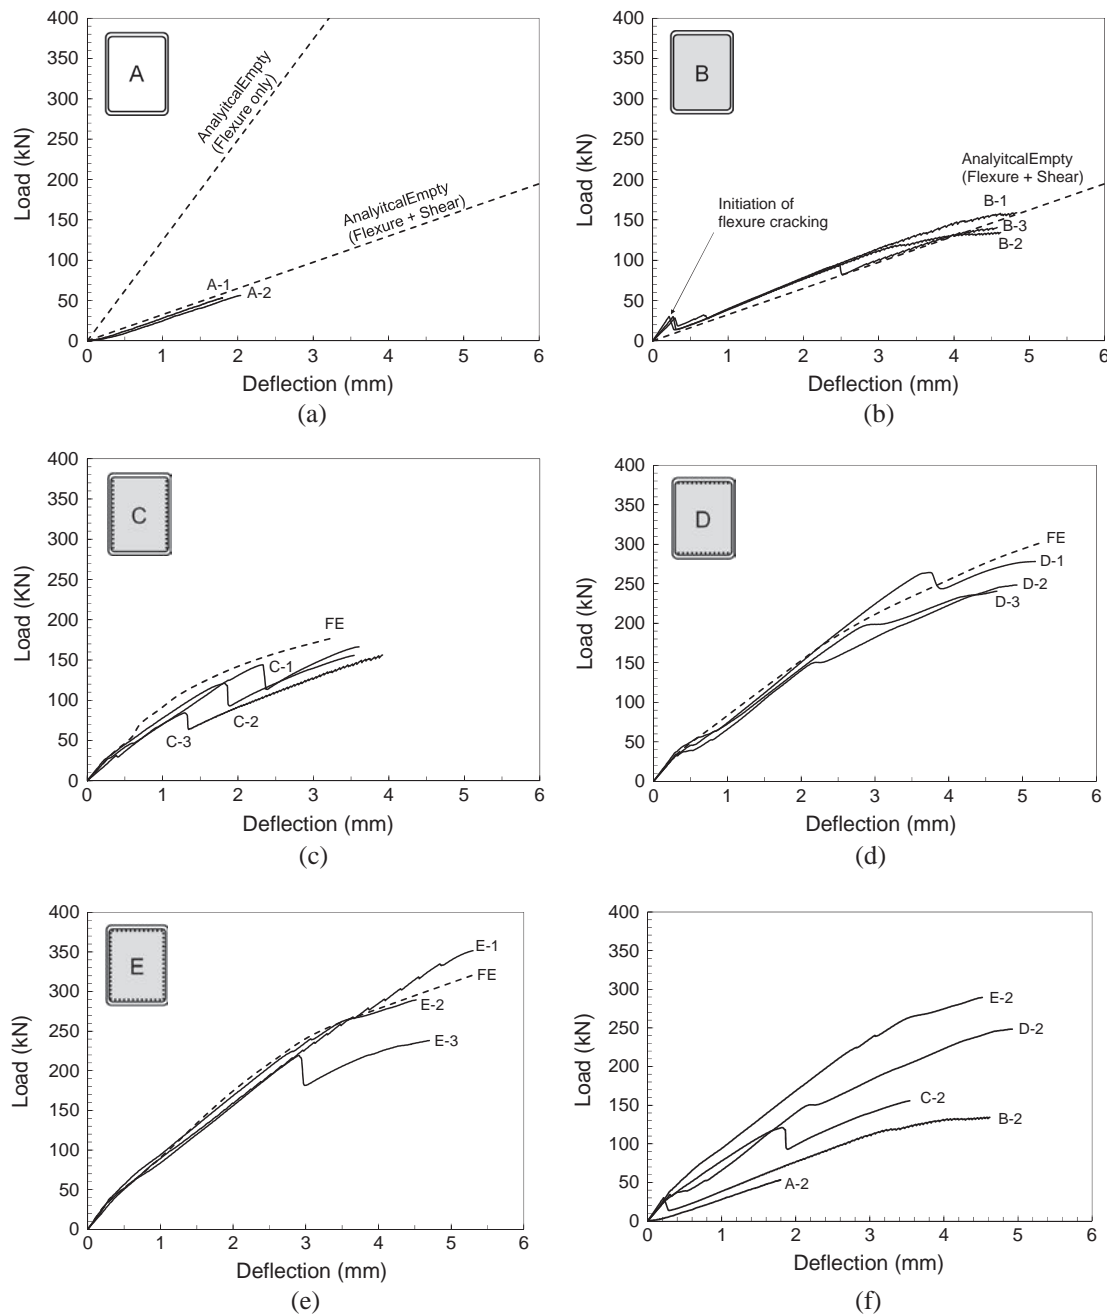 400
350
300
250
200
150
100
50
0
Load (kN)
A
AnalyitcalEmpty
(Flexure only)
AnalyitcalEmpty
(Flexure + Shear)
A-1
A-2
0 1 2 3 4 5 6
Deflection (mm)
(a)
400
350
300
250
200
150
100
50
0
Load (kN)
B
Initiation of
flexure cracking
AnalyitcalEmpty
(Flexure + Shear)
B-1
B-3
B-2
0 1 2 3 4 5 6
Deflection (mm)
(b)
400
350
300
250
200
150
100
50
0
Load (KN)
C
FE
C-1
C-2
C-3
0 1 2 3 4 5 6
Deflection (mm)
(c)
400
350
300
250
200
150
100
50
0
Load (kN)
D
FE
D-1
D-2
D-3
0 1 2 3 4 5 6
Deflection (mm)
(d)
400
350
300
250
200
150
100
50
0
Load (kN)
E
E-1
FE
E-2
E-3
0 1 2 3 4 5 6
Deflection (mm)
(e)
400
350
300
250
200
150
100
50
0
Load (kN)
E-2
D-2
C-2
B-2
A-2
0 1 2 3 4 5 6
Deflection (mm)
(f)